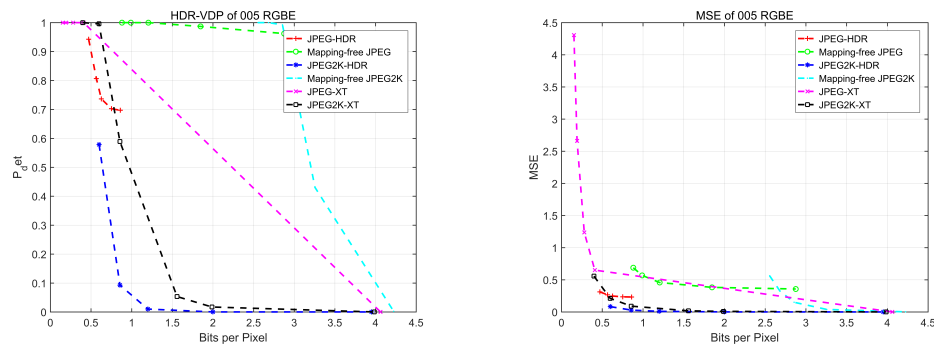 HDR-VDP of 005 RGBE
1
0.9
0.8
0.7
0.6
0.5
0.4
0.3
0.2
0.1
0
P_det
0 0.5 1 1.5 2 2.5 3 3.5 4 4.5
Bits per Pixel
JPEG-HDR
Mapping-free JPEG
JPEG2K-HDR
Mapping-free JPEG2K
JPEG-XT
JPEG2K-XT
MSE of 005 RGBE
4.5
4
3.5
3
2.5
2
1.5
1
0.5
0
MSE
0 0.5 1 1.5 2 2.5 3 3.5 4 4.5
Bits per Pixel
JPEG-HDR
Mapping-free JPEG
JPEG2K-HDR
Mapping-free JPEG2K
JPEG-XT
JPEG2K-XT